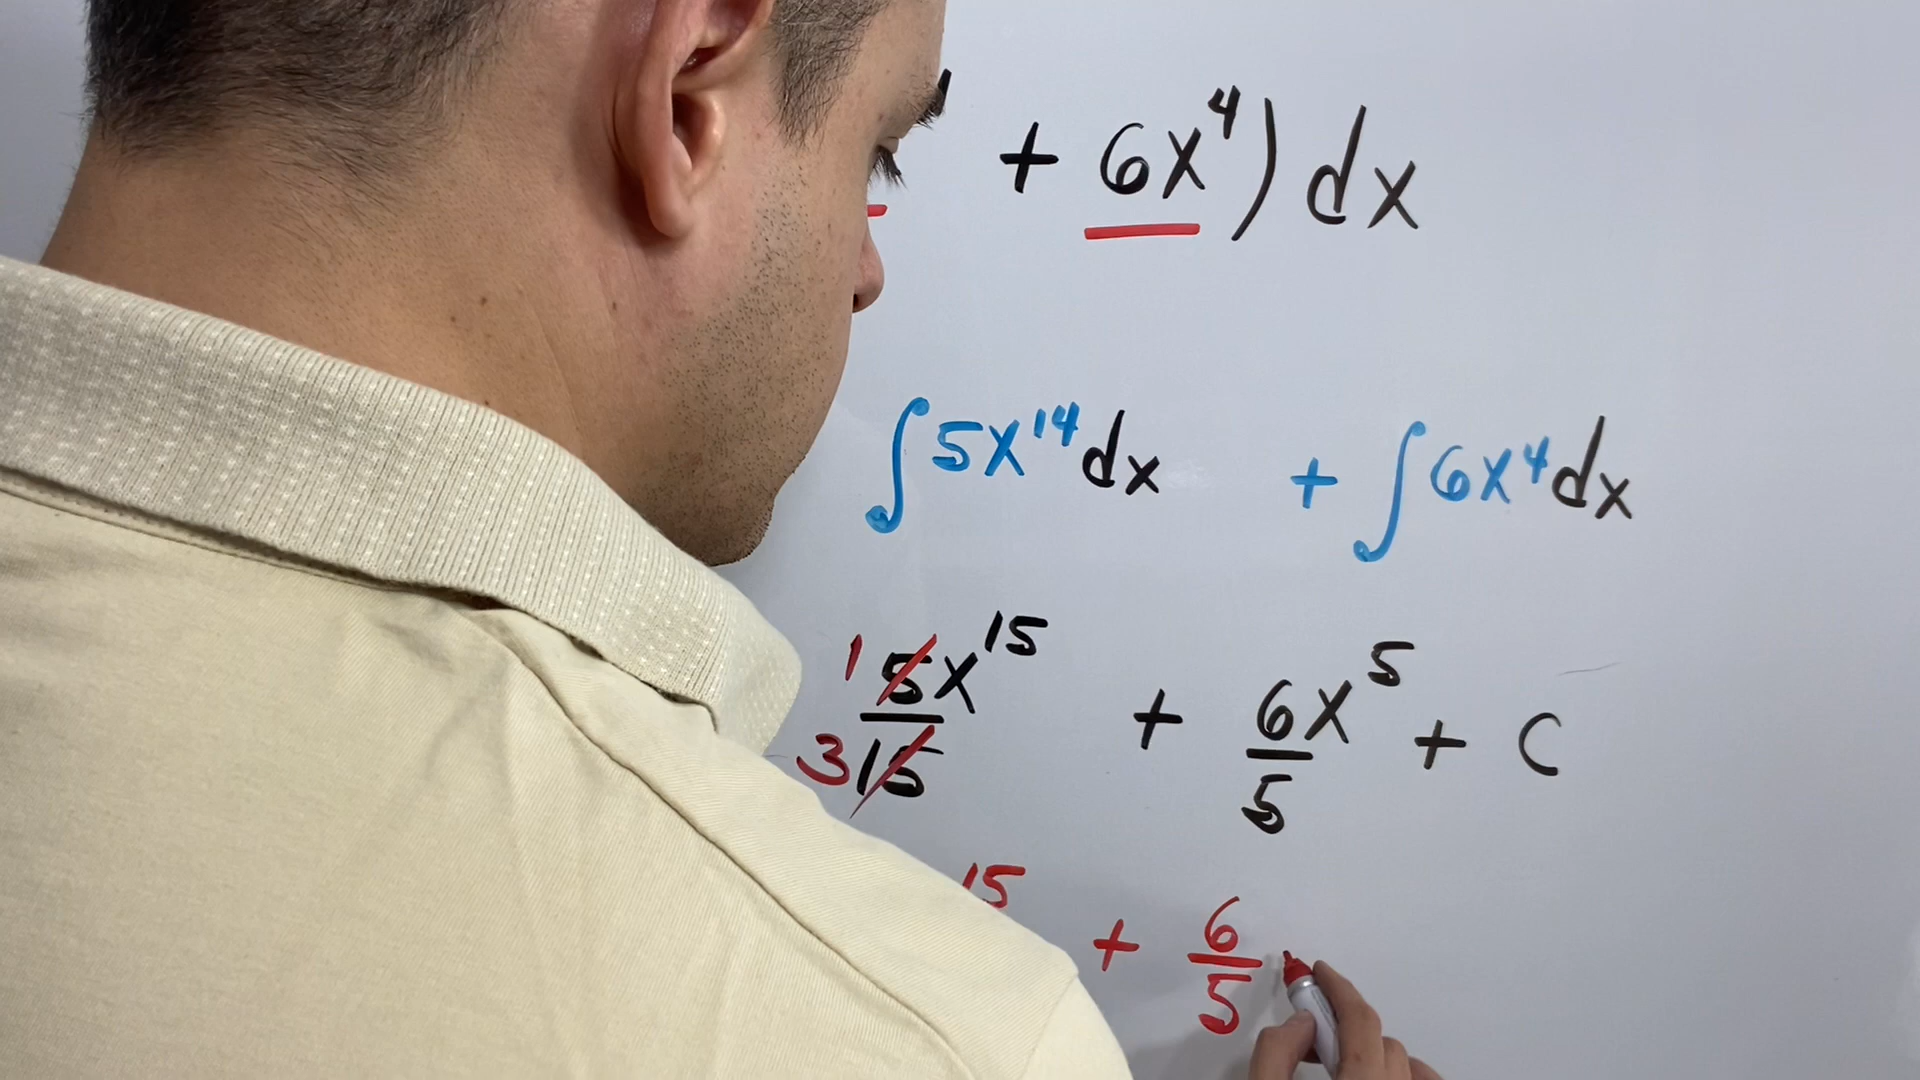 + 6x⁴) dx
∫5x¹⁴dx + ∫6x⁴dx
1 5x¹⁵ + 6x⁵ + C
3 15 5
15 + 6
5